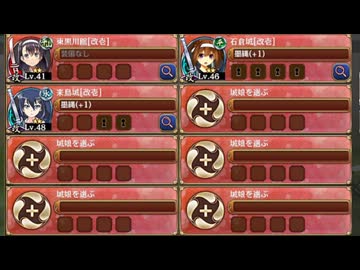 東黒川館[改壱]
装備なし
Lv.41
石倉城[改壱]
墨縄(+1)
Lv.46
来島城[改壱]
墨縄(+1)
Lv.48
城娘を選ぶ
城娘を選ぶ
城娘を選ぶ
城娘を選ぶ
城娘を選ぶ